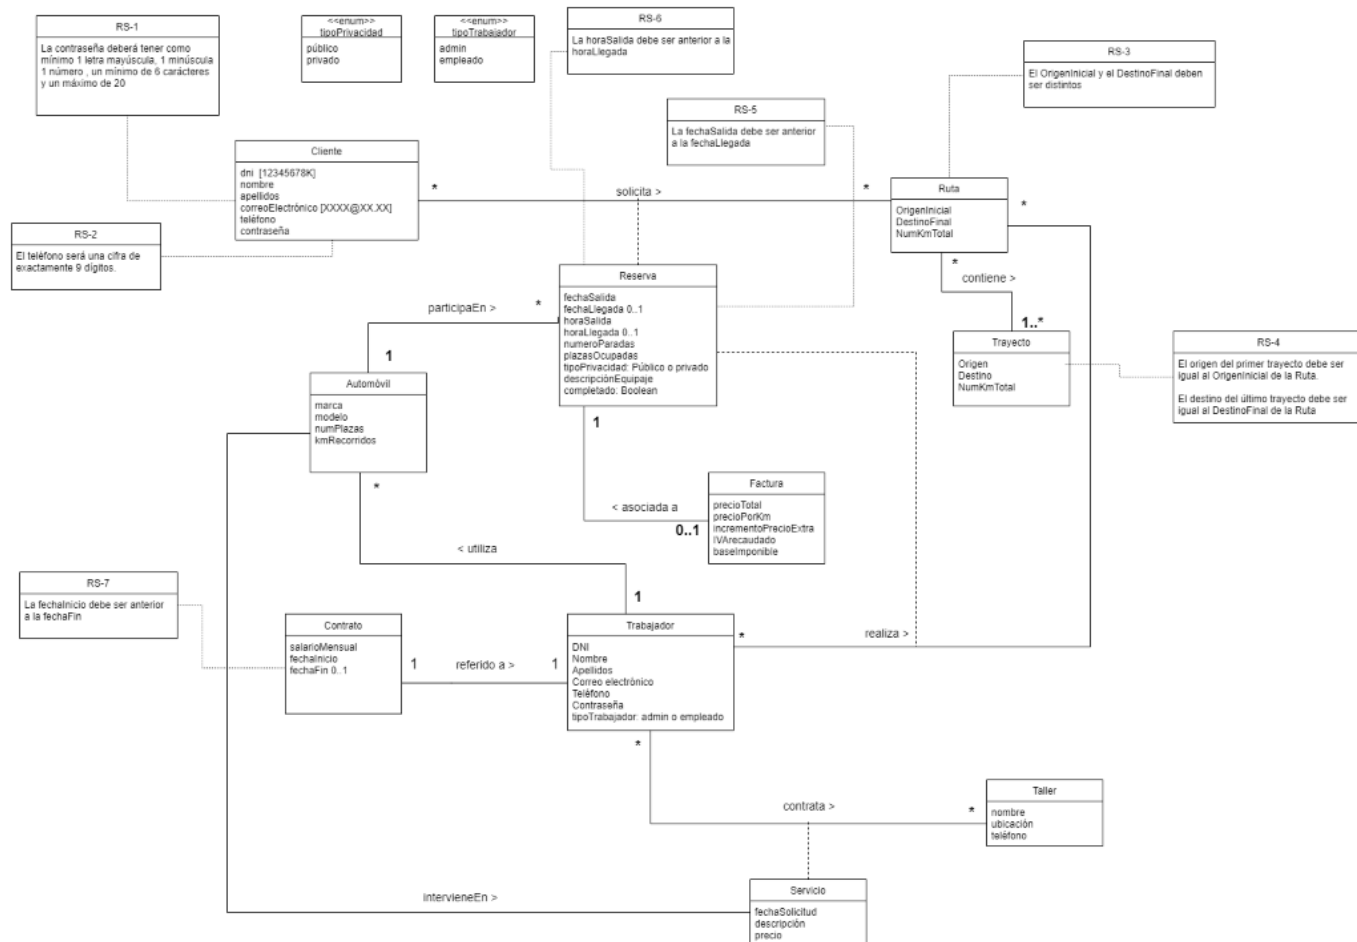 RS-1
La contraseña deberá tener como
mínimo 1 letra mayúscula, 1 minúscula
1 número , un mínimo de 6 carácteres
y un máximo de 20
<<enum>>
tipoPrivacidad
público
privado
<<enum>>
tipoTrabajador
admin
empleado
RS-6
La horaSalida debe ser anterior a la
horaLlegada
RS-3
El OrigenInicial y el DestinoFinal deben
ser distintos
RS-5
La fechaSalida debe ser anterior
a la fechaLlegada
Cliente
dni [12345678K]
nombre
apellidos
correoElectrónico [XXXX@XX.XX]
teléfono
contraseña
*
solicita >
*
Ruta
OrigenInicial
DestinoFinal
NumKmTotal
*
*
RS-2
El teléfono será una cifra de
exactamente 9 dígitos.
contiene >
1..*
Reserva
fechaSalida
fechaLlegada 0..1
horaSalida
horaLlegada 0..1
numeroParadas
plazasOcupadas
tipoPrivacidad: Público o privado
descripciónEquipaje
completado: Boolean
participaEn >
*
1
1
Trayecto
Origen
Destino
NumKmTotal
RS-4
El origen del primer trayecto debe ser
igual al OrigenInicial de la Ruta.
El destino del último trayecto debe ser
igual al DestinoFinal de la Ruta
Automóvil
marca
modelo
numPlazas
kmRecorridos
*
Factura
precioTotal
precioPorKm
incrementoPrecioExtra
IVArecaudado
baseImponible
< asociada a
0..1
< utiliza
1
RS-7
La fechaInicio debe ser anterior
a la fechaFin
Contrato
salarioMensual
fechaInicio
fechaFin 0..1
1
referido a >
1
Trabajador
DNI
Nombre
Apellidos
Correo electrónico
Teléfono
Contraseña
tipoTrabajador: admin o empleado
*
realiza >
*
contrata >
*
Taller
nombre
ubicación
teléfono
intervieneEn >
Servicio
fechaSolicitud
descripción
precio